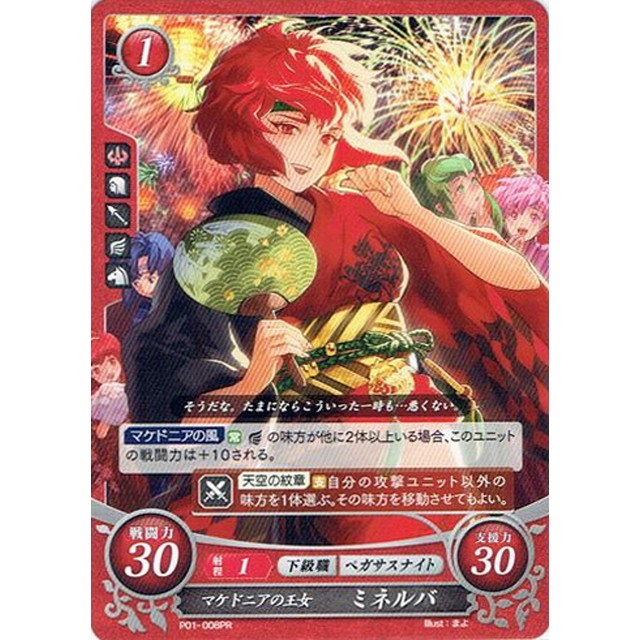 1
そうだな。たまにならこういった一時も…悪くない。
マケドニアの風 常 の味方が他に2体以上いる場合、このユニット
の戦闘力は+10される。
天空の紋章 支 自分の攻撃ユニット以外の
味方を1体選ぶ。その味方を移動させてもよい。
戦闘力
30
射程 1
下級職 ペガサスナイト
支援力
30
マケドニアの王女 ミネルバ
P01-008PR
Illust:まよ